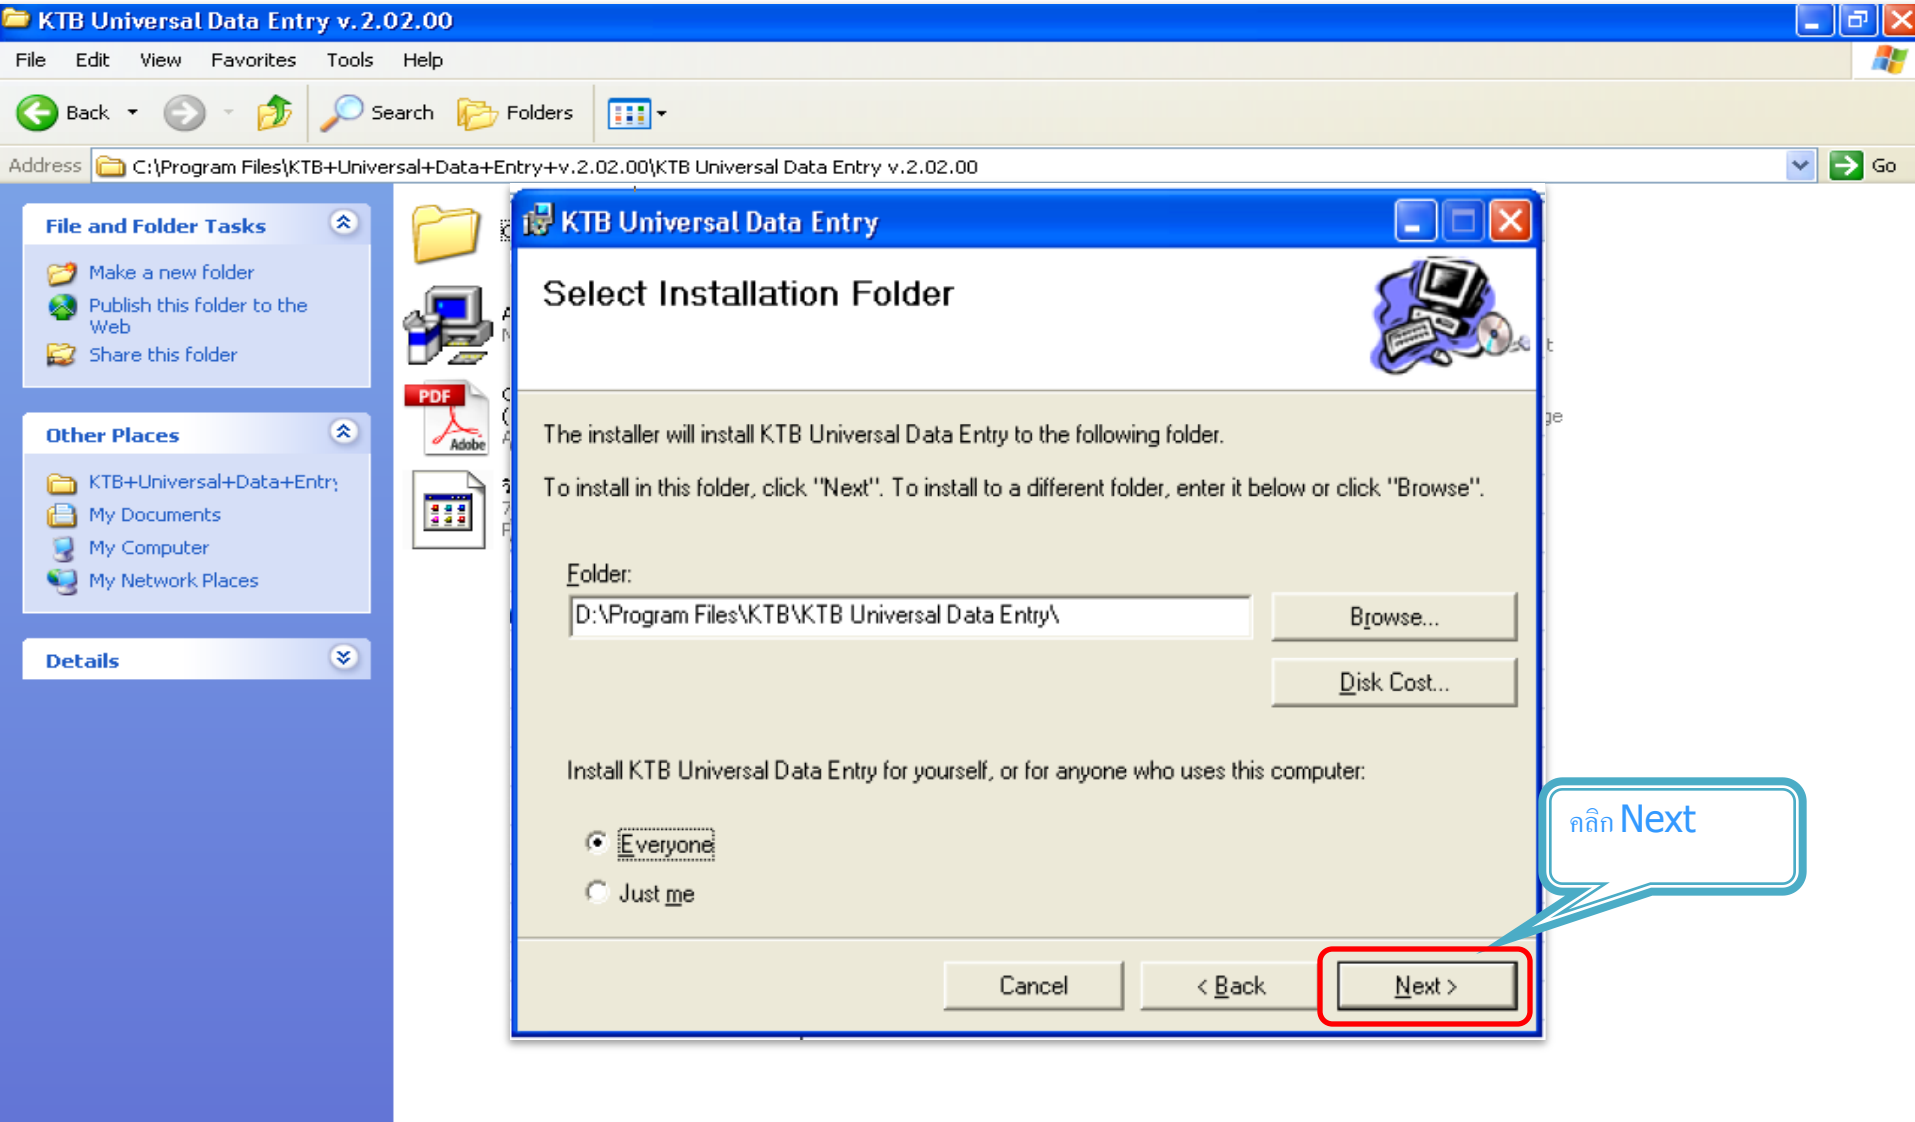 KTB Universal Data Entry v.2.02.00
File Edit View Favorites Tools Help
Back Search Folders
Address C:\Program Files\KTB+Universal+Data+Entry+v.2.02.00\KTB Universal Data Entry v.2.02.00 Go
File and Folder Tasks
Make a new folder
Publish this folder to the
Web
Share this folder
Other Places
KTB+Universal+Data+Entry
My Documents
My Computer
My Network Places
Details
PDF
Adobe
KTB Universal Data Entry
Select Installation Folder
The installer will install KTB Universal Data Entry to the following folder.
To install in this folder, click "Next". To install to a different folder, enter it below or click "Browse".
Folder:
D:\Program Files\KTB\KTB Universal Data Entry\
Browse...
Disk Cost...
Install KTB Universal Data Entry for yourself, or for anyone who uses this computer:
Everyone
Just me
Cancel < Back Next >
คลิก Next